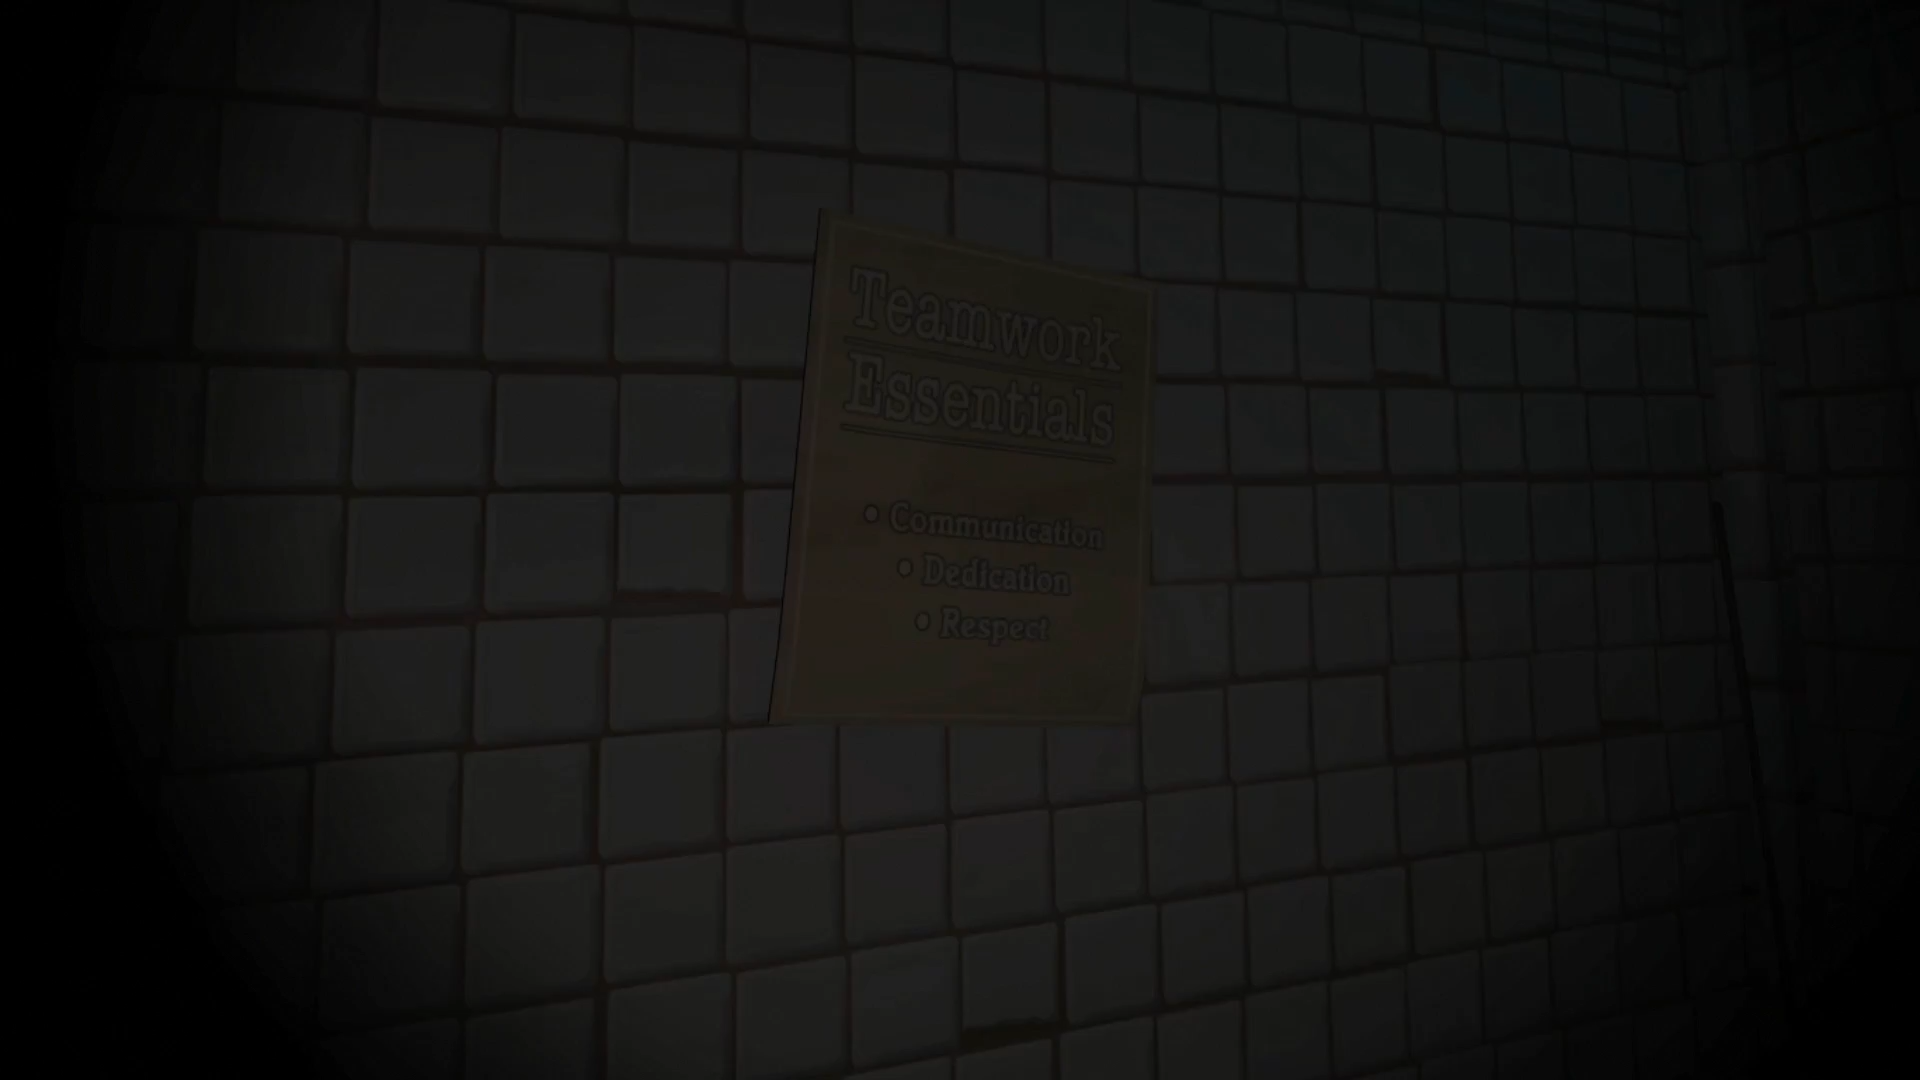 Teamwork
Essentials
• Communication
• Dedication
• Respect